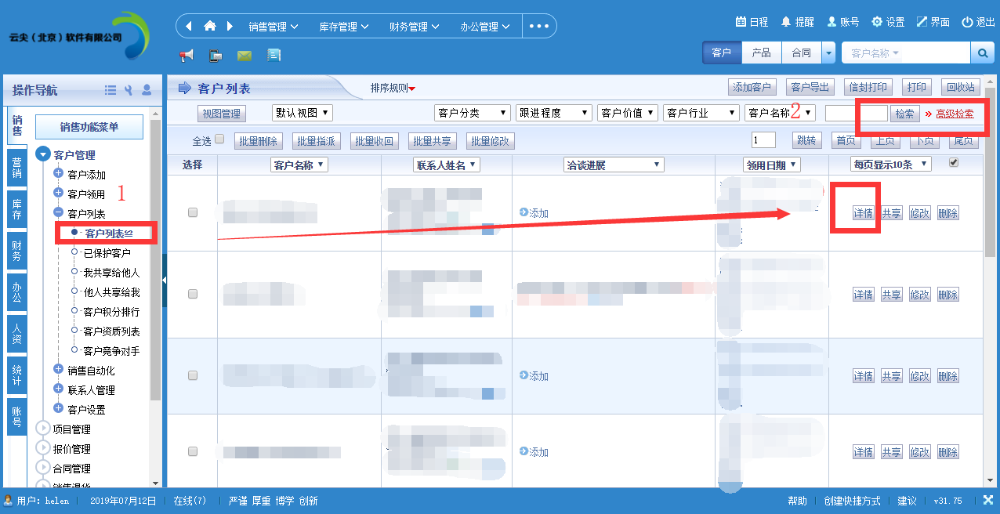 云尖（北京）软件有限公司
销售管理 库存管理 财务管理 办公管理
日程 提醒 账号 设置 界面 退出
客户 产品 合同 客户名称
操作导航
客户列表 排序规则
添加客户 客户导出 信封打印 打印 回收站
销售
营销
库存
财务
办公
人资
统计
账号
销售功能菜单
客户管理
客户添加
客户领用 1
客户列表
客户列表
已保护客户
我共享给他人
他人共享给我
客户积分排行
客户资质列表
客户竞争对手
销售自动化
联系人管理
客户设置
项目管理
报价管理
合同管理
销售退货
视图管理 默认视图 客户分类 跟进程度 客户价值 客户行业 客户名称 2 检索 » 高级检索
全选 批量删除 批量指派 批量收回 批量共享 批量修改 1 跳转 首页 上页 下页 尾页
选择 客户名称 联系人姓名 洽谈进展 领用日期 每页显示10条
添加 详情 共享 修改 删除
详情 共享 修改 删除
添加 详情 共享 修改 删除
添加 详情 共享 修改 删除
用户：helen 2019年07月12日 在线(7) 严谨 厚重 博学 创新 帮助 创建快捷方式 建议 v31.75